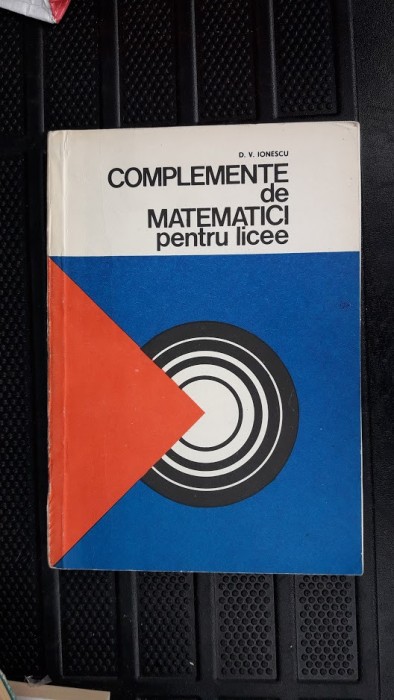 D. V. IONESCU
COMPLEMENTE
de
MATEMATICI
pentru licee